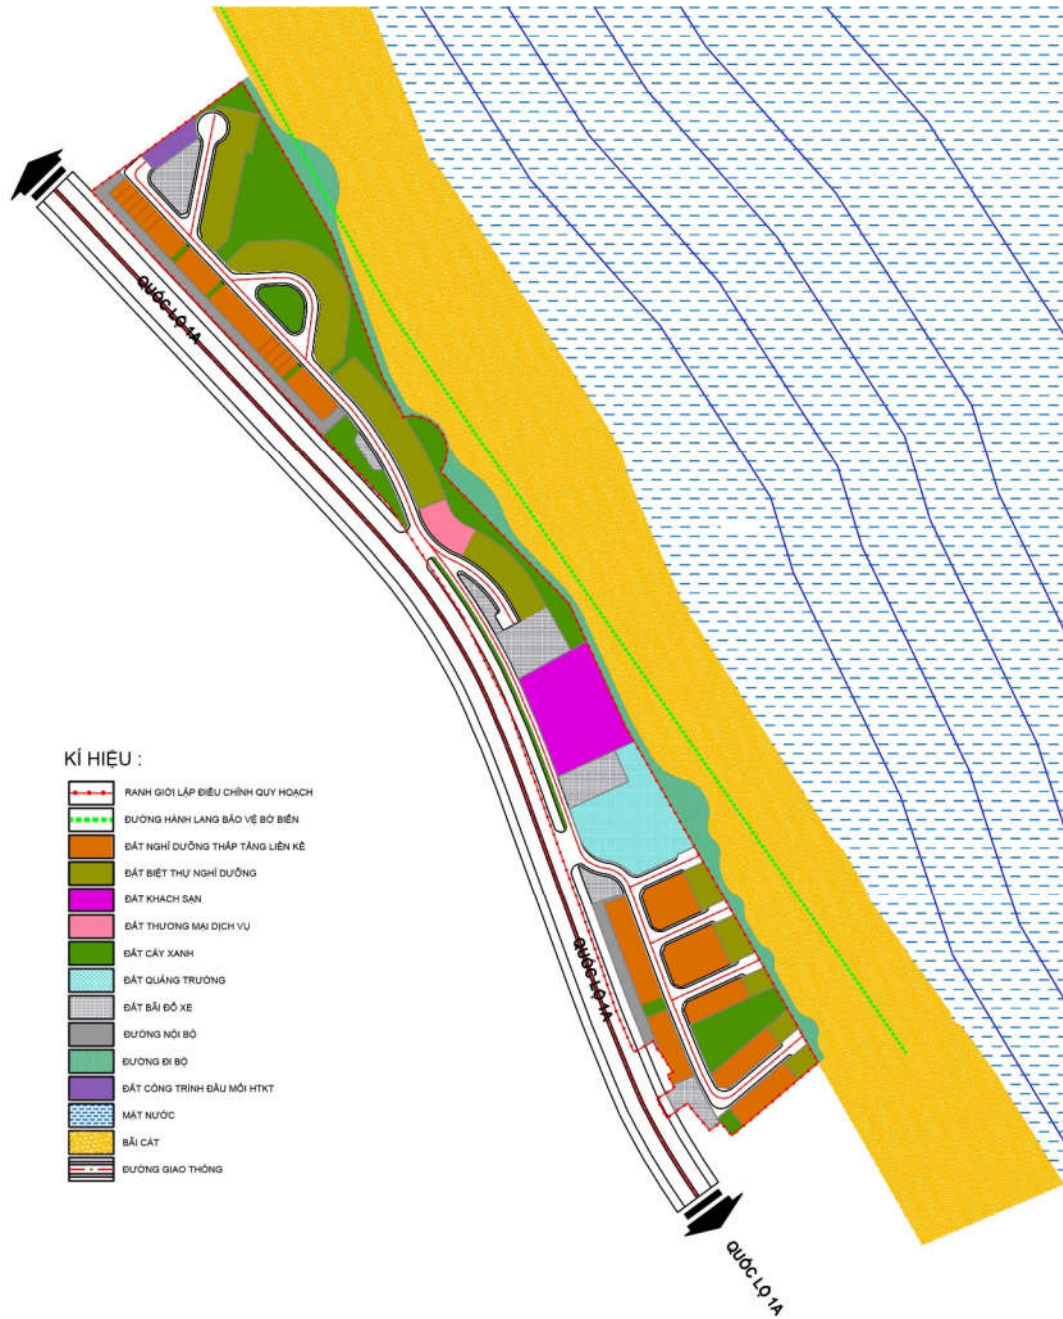 QUỐC LỘ 1A
KÍ HIỆU :
RANH GIỚI LẬP ĐIỀU CHỈNH QUY HOẠCH
ĐƯỜNG HÀNH LANG BẢO VỆ BỜ BIỂN
ĐẤT NGHỈ DƯỠNG THẤP TẦNG LIỀN KỀ
ĐẤT BIỆT THỰ NGHỈ DƯỠNG
ĐẤT KHÁCH SẠN
ĐẤT THƯƠNG MẠI DỊCH VỤ
ĐẤT CÂY XANH
ĐẤT QUẢNG TRƯỜNG
ĐẤT BÃI ĐỖ XE
ĐƯỜNG NỘI BỘ
ĐƯỜNG ĐI BỘ
ĐẤT CÔNG TRÌNH ĐẦU MỐI HTKT
MẶT NƯỚC
BÃI CÁT
ĐƯỜNG GIAO THÔNG
QUỐC LỘ 1A
QUỐC LỘ 1A